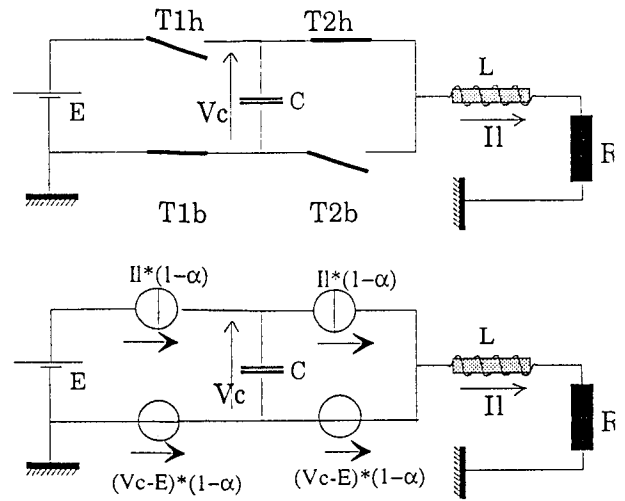 T1h T2h
E Vc C L Il R
T1b T2b
Il*(1-α) Il*(1-α)
E Vc C L Il R
(Vc-E)*(1-α) (Vc-E)*(1-α)